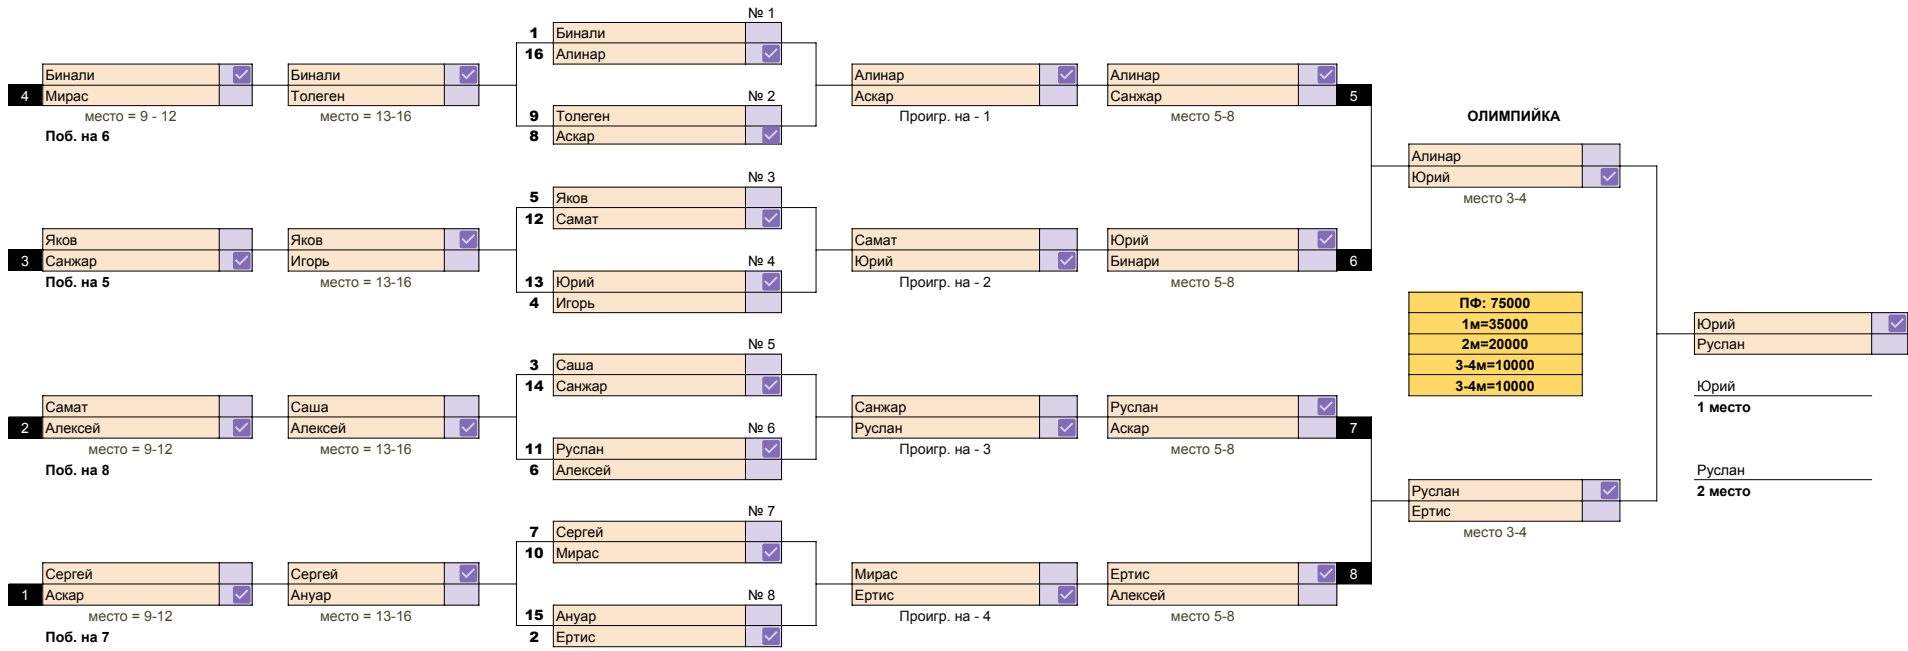 № 1
1 Бинали
16 Алинар
№ 2
9 Толеген
8 Аскар
№ 3
5 Яков
12 Самат
№ 4
13 Юрий
4 Игорь
№ 5
3 Саша
14 Санжар
№ 6
11 Руслан
6 Алексей
№ 7
7 Сергей
10 Мирас
№ 8
15 Ануар
2 Ертис
Бинали
4 Мирас
место = 9 - 12
Поб. на 6
Яков
3 Санжар
Поб. на 5
Самат
2 Алексей
место = 9-12
Поб. на 8
Сергей
1 Аскар
место = 9-12
Поб. на 7
Бинали
Толеген
место = 13-16
Яков
Игорь
место = 13-16
Саша
Алексей
место = 13-16
Сергей
Ануар
место = 13-16
Алинар
Аскар
Проигр. на - 1
Самат
Юрий
Проигр. на - 2
Санжар
Руслан
Проигр. на - 3
Мирас
Ертис
Проигр. на - 4
Алинар
Санжар 5
место 5-8
Юрий
Бинари 6
место 5-8
Руслан
Аскар 7
место 5-8
Ертис 8
Алексей
место 5-8
ОЛИМПИЙКА
Алинар
Юрий
место 3-4
ПФ: 75000
1м=35000
2м=20000
3-4м=10000
3-4м=10000
Руслан
Ертис
место 3-4
Юрий
Руслан
Юрий
1 место
Руслан
2 место